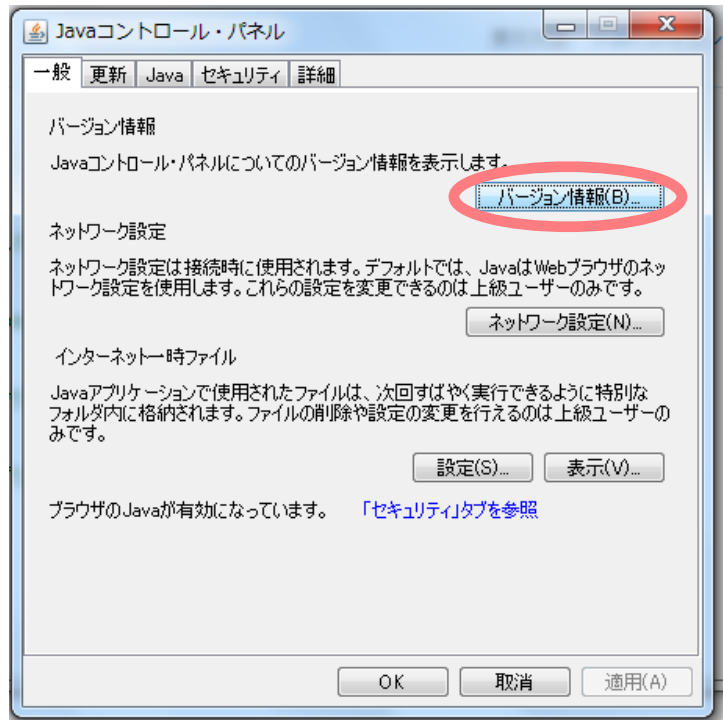 Javaコントロール・パネル
一般 更新 Java セキュリティ 詳細
バージョン情報
Javaコントロール・パネルについてのバージョン情報を表示します。
バージョン情報(B)...
ネットワーク設定
ネットワーク設定は接続時に使用されます。デフォルトでは、JavaはWebブラウザのネッ
トワーク設定を使用します。これらの設定を変更できるのは上級ユーザーのみです。
ネットワーク設定(N)...
インターネット一時ファイル
Javaアプリケーションで使用されたファイルは、次回すばやく実行できるように特別な
フォルダ内に格納されます。ファイルの削除や設定の変更を行えるのは上級ユーザーの
みです。
設定(S)... 表示(V)...
ブラウザのJavaが有効になっています。 「セキュリティ」タブを参照
OK 取消 適用(A)